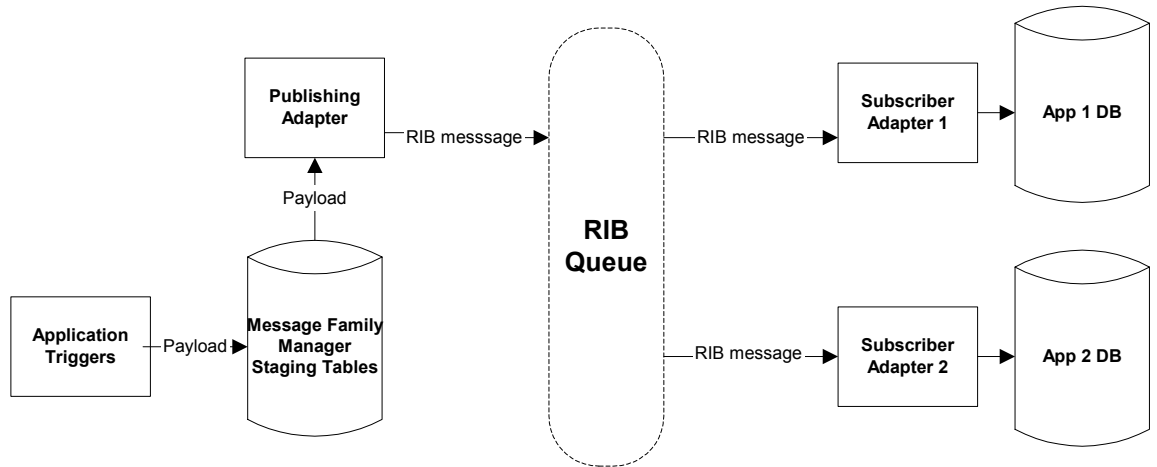 Application
Triggers
Payload
Message Family
Manager
Staging Tables
Payload
Publishing
Adapter
RIB messsage
RIB
Queue
RIB message
Subscriber
Adapter 1
App 1 DB
RIB message
Subscriber
Adapter 2
App 2 DB